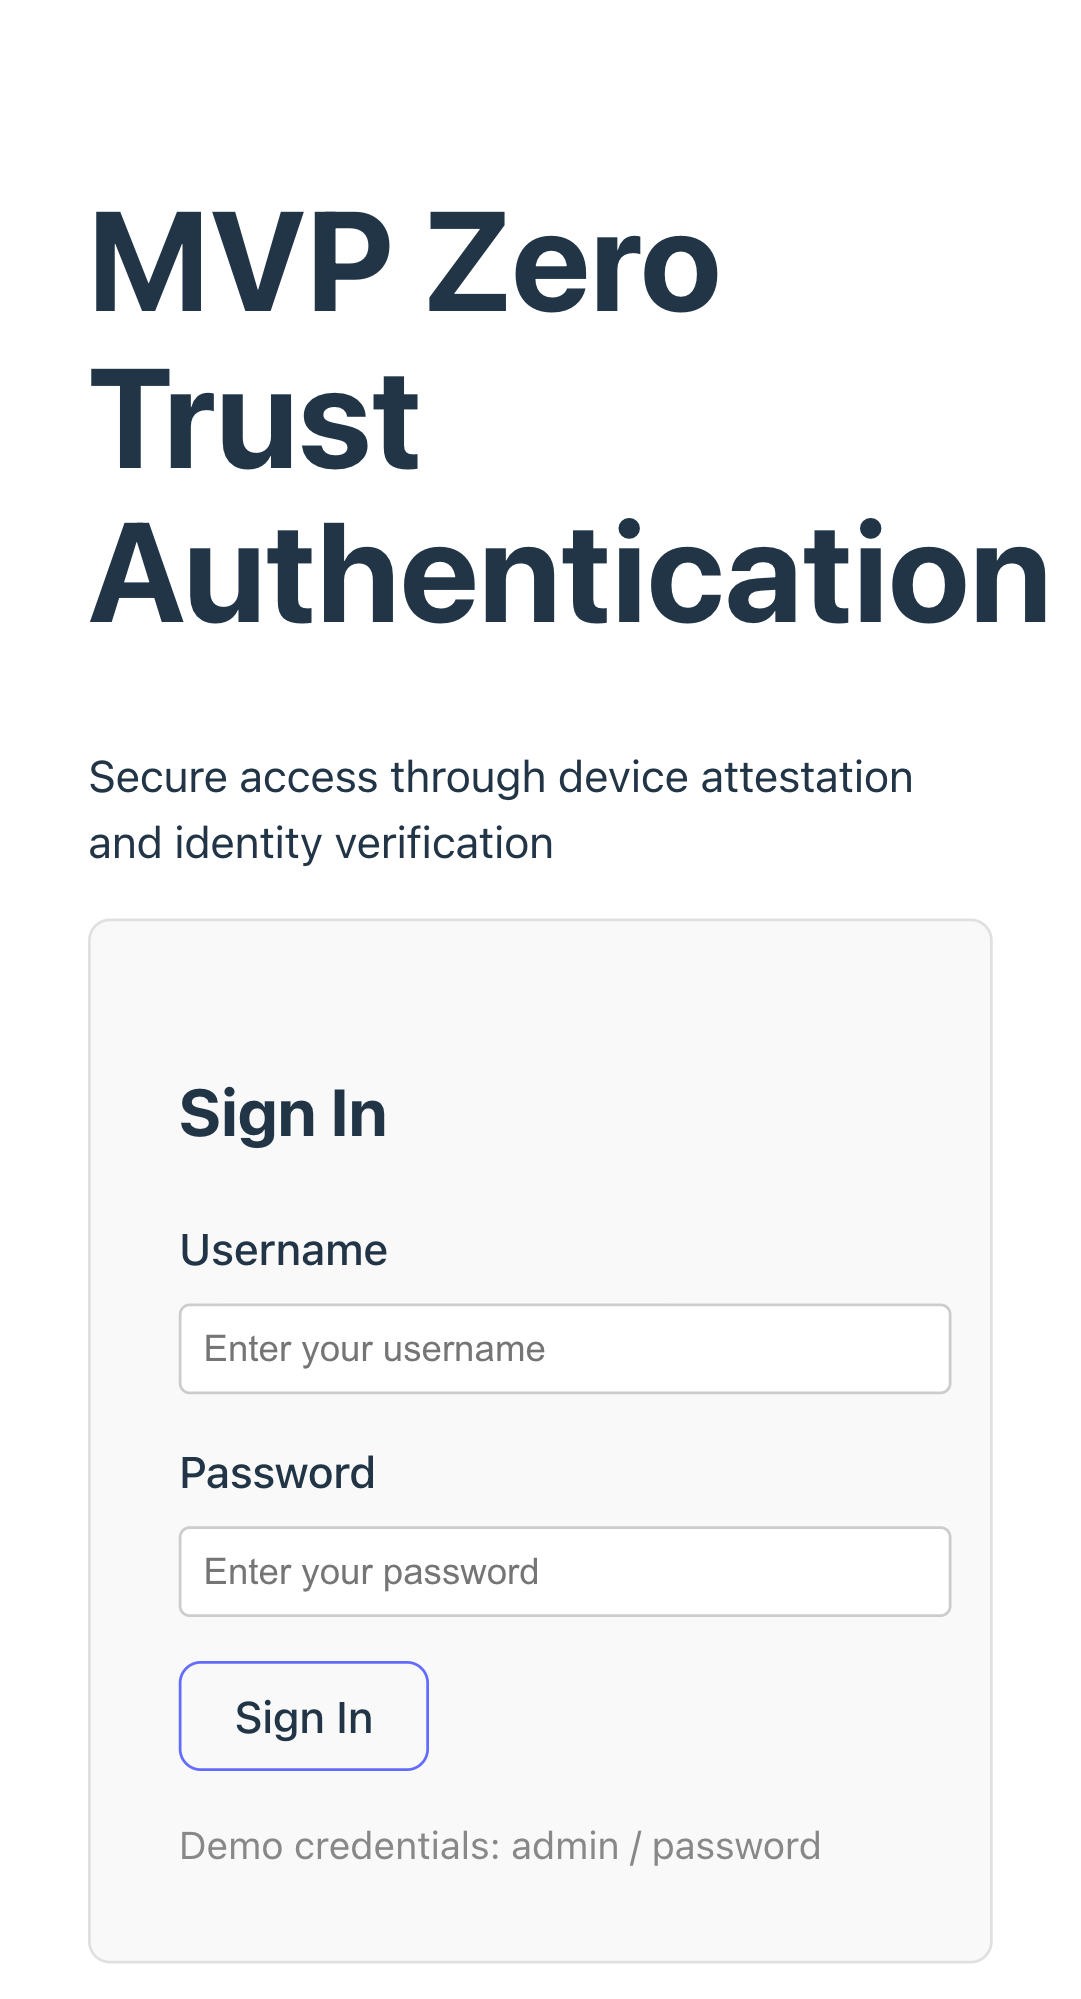 MVP Zero
Trust
Authentication
Secure access through device attestation
and identity verification
Sign In
Username
Enter your username
Password
Enter your password
Sign In
Demo credentials: admin / password